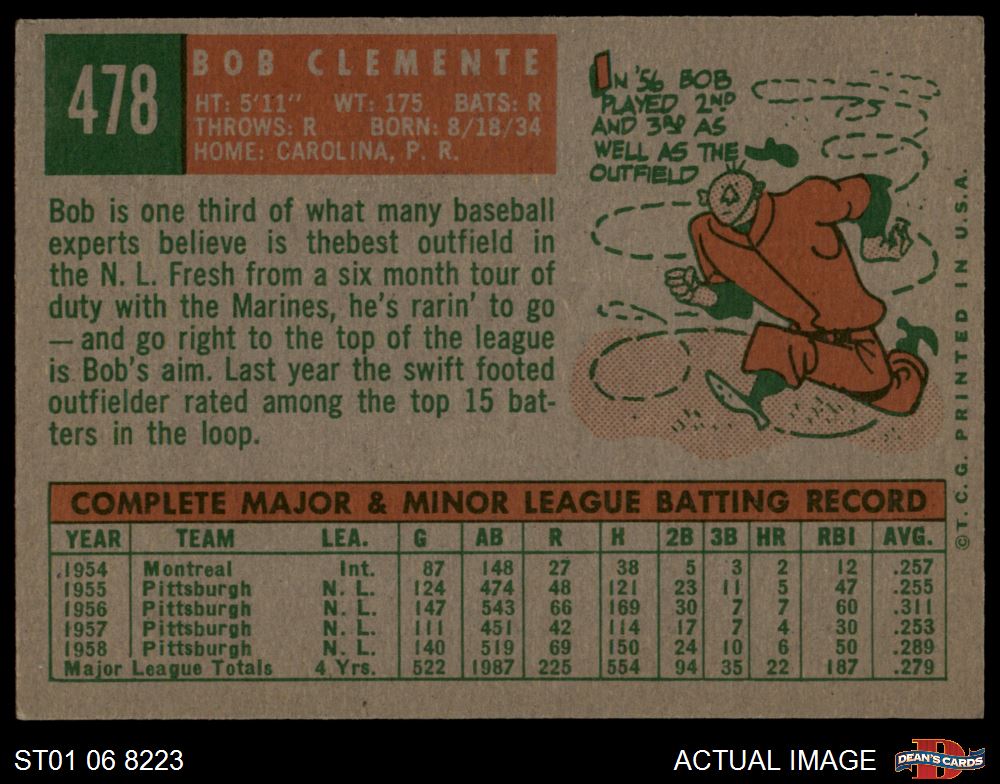 478
BOB CLEMENTE
HT: 5'11" WT: 175 BATS: R
THROWS: R BORN: 8/18/34
HOME: CAROLINA, P. R.
IN '56 BOB
PLAYED 2ND
AND 3RD AS
WELL AS THE
OUTFIELD
Bob is one third of what many baseball
experts believe is thebest outfield in
the N. L. Fresh from a six month tour of
duty with the Marines, he's rarin' to go
—and go right to the top of the league
is Bob's aim. Last year the swift footed
outfielder rated among the top 15 bat-
ters in the loop.
©T. C. G. PRINTED IN U.S.A.
COMPLETE MAJOR & MINOR LEAGUE BATTING RECORD
YEAR TEAM LEA. G AB R H 2B 3B HR RBI AVG.
1954 Montreal Int. 87 148 27 38 5 3 2 12 .257
1955 Pittsburgh N. L. 124 474 48 121 23 11 5 47 .255
1956 Pittsburgh N. L. 147 543 66 169 30 7 7 60 .311
1957 Pittsburgh N. L. 111 451 42 114 17 7 4 30 .253
1958 Pittsburgh N. L. 140 519 69 150 24 10 6 50 .289
Major League Totals 4 Yrs. 522 1987 225 554 94 35 22 187 .279
ST01 06 8223
ACTUAL IMAGE
D
DEAN'S CARDS